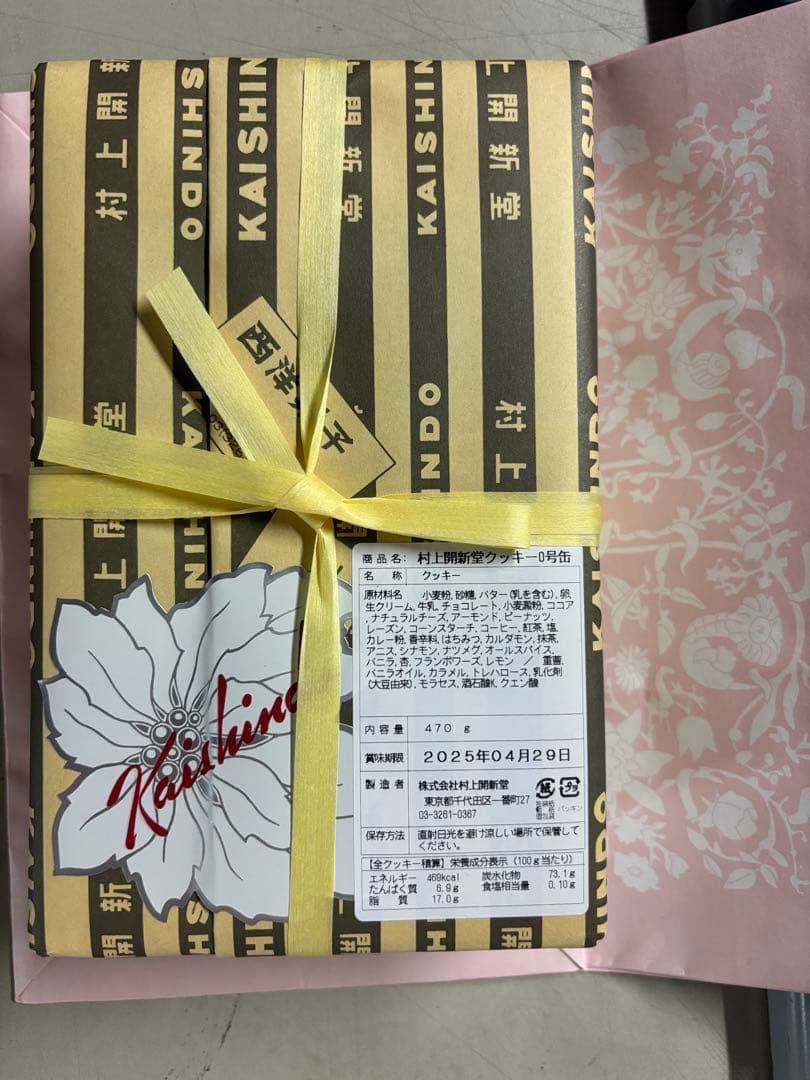 村上開新
SHINDO
KAISHIN
新堂
KAISHIN
上開新堂
KAISHIN
西洋
子
堂
NDO
村上
上開
Kaishindo
商品名: 村上開新堂クッキー0号缶
名 称 クッキー
原材料名 小麦粉, 砂糖, バター (乳を含む), 卵,
生クリーム, 牛乳, チョコレート, 小麦澱粉, ココア
, ナチュラルチーズ, アーモンド, ピーナッツ,
レーズン, コーンスターチ, コーヒー, 紅茶, 塩,
カレー粉, 香辛料, はちみつ, カルダモン, 抹茶,
アニス, シナモン, ナツメグ, オールスパイス,
バニラ, 杏, フランボワーズ, レモン ／ 重曹,
バニラオイル, カラメル, トレハロース, 乳化剤
(大豆由来), モラセス, 酒石酸K, クエン酸
内容量 470 g
賞味期限 2025年04月29日
製造者 株式会社村上開新堂
東京都千代田区一番町27
03-3261-0367
保存方法 直射日光を避け涼しい場所で保管して
ください。
【全クッキー積算】栄養成分表示 (100g当たり)
エネルギー 469kcal 炭水化物 73.1g
たんぱく質 6.9g 食塩相当量 0.10g
脂 質 17.0g